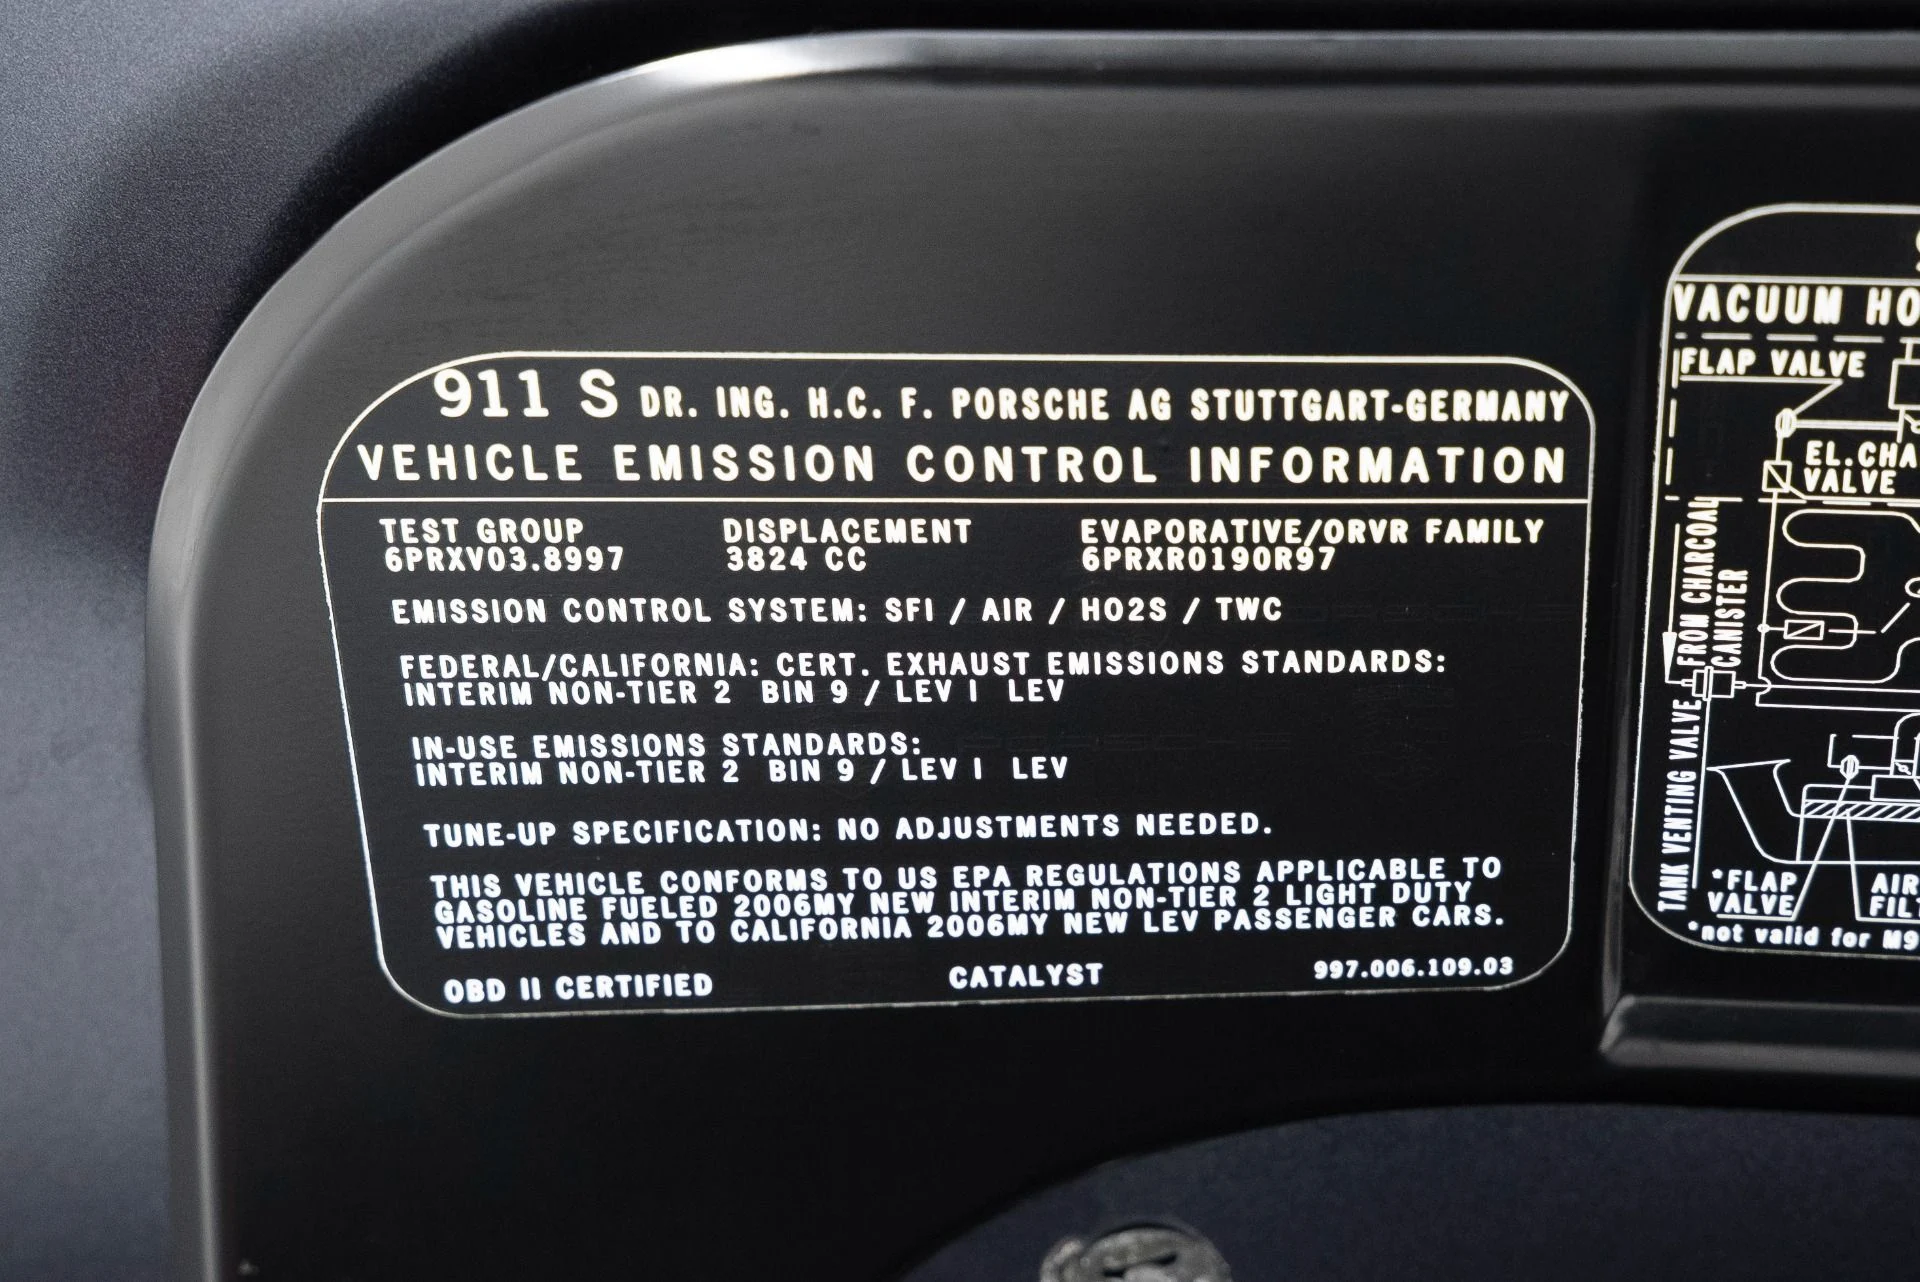 911 S DR. ING. H.C. F. PORSCHE AG STUTTGART-GERMANY
VEHICLE EMISSION CONTROL INFORMATION
TEST GROUP DISPLACEMENT EVAPORATIVE/ORVR FAMILY
6PRXV03.8997 3824 CC 6PRXR0190R97
EMISSION CONTROL SYSTEM: SFI / AIR / HO2S / TWC
FEDERAL/CALIFORNIA: CERT. EXHAUST EMISSIONS STANDARDS:
INTERIM NON-TIER 2 BIN 9 / LEV I LEV
IN-USE EMISSIONS STANDARDS:
INTERIM NON-TIER 2 BIN 9 / LEV I LEV
TUNE-UP SPECIFICATION: NO ADJUSTMENTS NEEDED.
THIS VEHICLE CONFORMS TO US EPA REGULATIONS APPLICABLE TO
GASOLINE FUELED 2006MY NEW INTERIM NON-TIER 2 LIGHT DUTY
VEHICLES AND TO CALIFORNIA 2006MY NEW LEV PASSENGER CARS.
OBD II CERTIFIED CATALYST 997.006.109.03
VACUUM
FLAP VALVE
VALVE
FROM CHARCOAL
CANISTER
TANK VENTING VALVE
*FLAP
VALVE
AIR
*not valid for